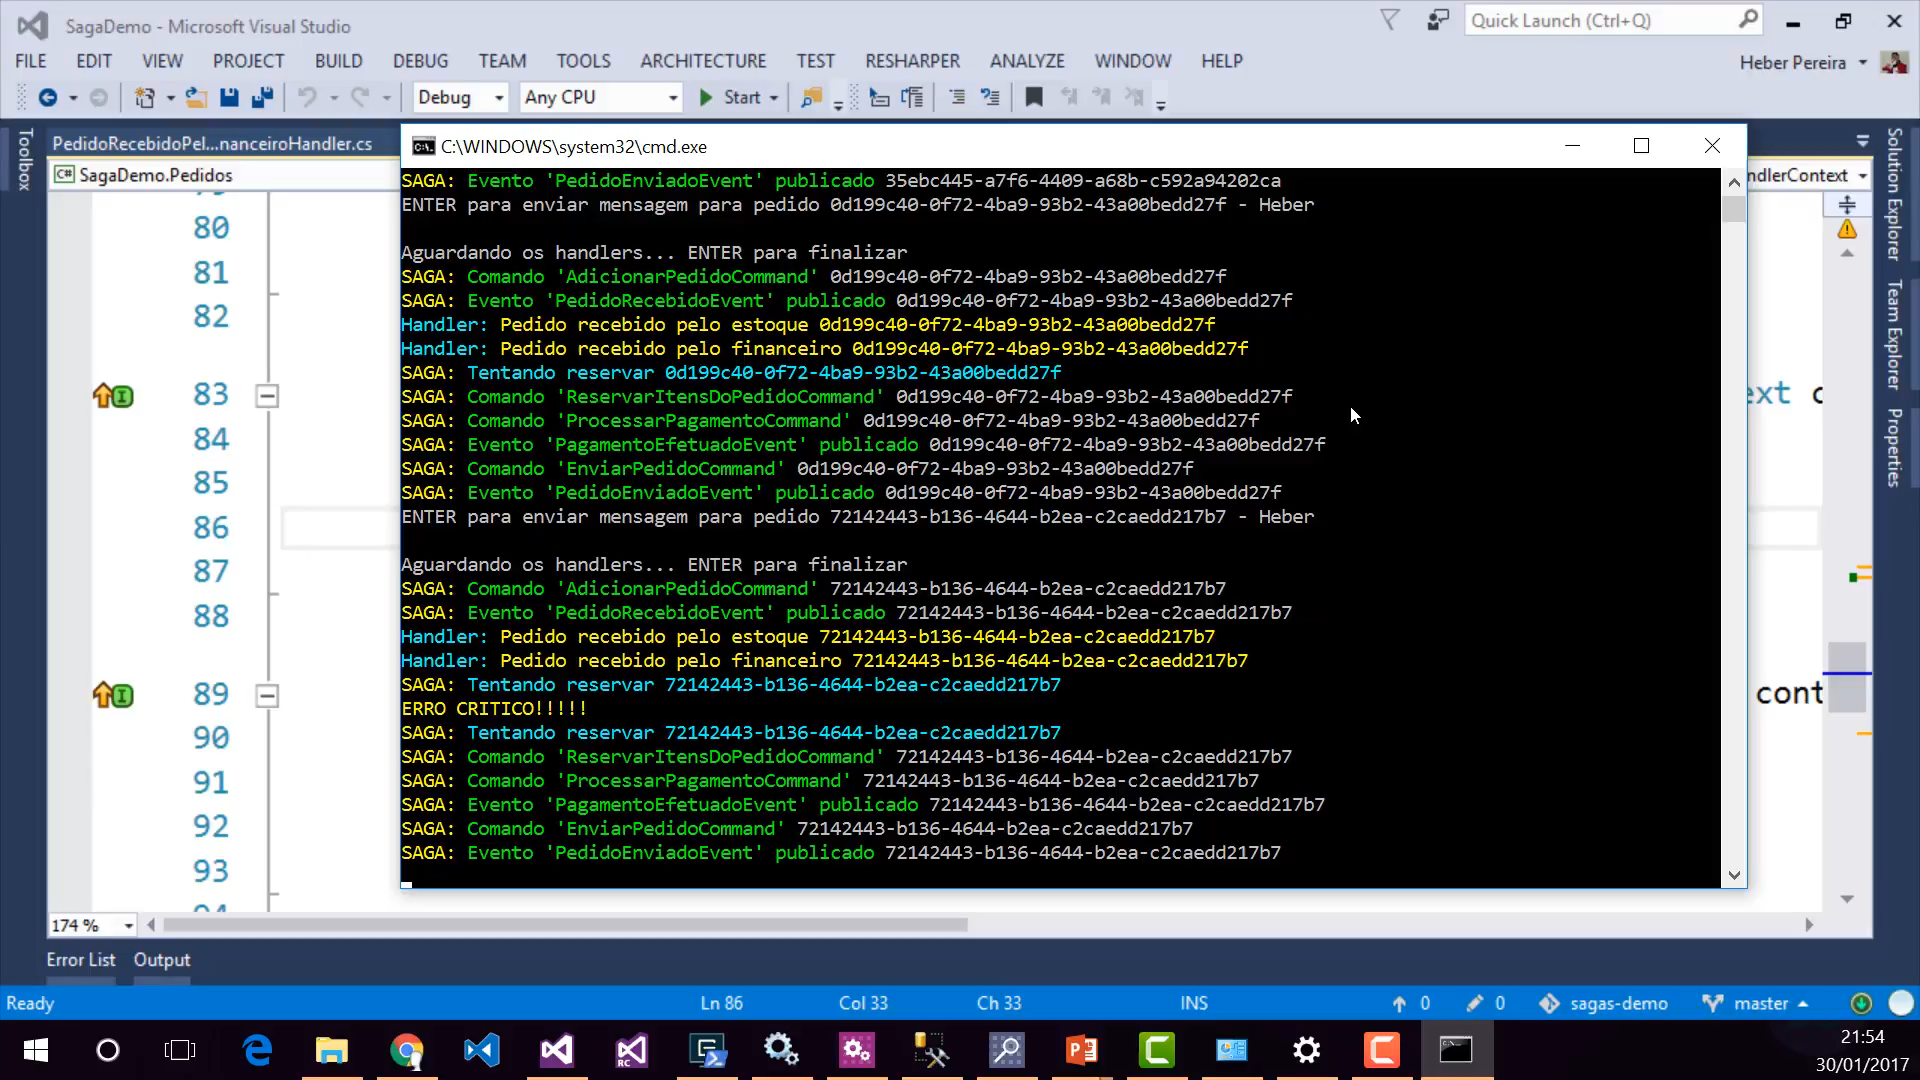 SagaDemo - Microsoft Visual Studio
Quick Launch (Ctrl+Q)
FILE EDIT VIEW PROJECT BUILD DEBUG TEAM TOOLS ARCHITECTURE TEST RESHARPER ANALYZE WINDOW HELP
Heber Pereira
Debug Any CPU Start
Toolbox
PedidoRecebidoPel...nanceiroHandler.cs
SagaDemo.Pedidos
ndlerContext
C:\WINDOWS\system32\cmd.exe
SAGA: Evento 'PedidoEnviadoEvent' publicado 35ebc445-a7f6-4409-a68b-c592a94202ca
ENTER para enviar mensagem para pedido 0d199c40-0f72-4ba9-93b2-43a00bedd27f - Heber
Aguardando os handlers... ENTER para finalizar
SAGA: Comando 'AdicionarPedidoCommand' 0d199c40-0f72-4ba9-93b2-43a00bedd27f
SAGA: Evento 'PedidoRecebidoEvent' publicado 0d199c40-0f72-4ba9-93b2-43a00bedd27f
Handler: Pedido recebido pelo estoque 0d199c40-0f72-4ba9-93b2-43a00bedd27f
Handler: Pedido recebido pelo financeiro 0d199c40-0f72-4ba9-93b2-43a00bedd27f
SAGA: Tentando reservar 0d199c40-0f72-4ba9-93b2-43a00bedd27f
SAGA: Comando 'ReservarItensDoPedidoCommand' 0d199c40-0f72-4ba9-93b2-43a00bedd27f
SAGA: Comando 'ProcessarPagamentoCommand' 0d199c40-0f72-4ba9-93b2-43a00bedd27f
SAGA: Evento 'PagamentoEfetuadoEvent' publicado 0d199c40-0f72-4ba9-93b2-43a00bedd27f
SAGA: Comando 'EnviarPedidoCommand' 0d199c40-0f72-4ba9-93b2-43a00bedd27f
SAGA: Evento 'PedidoEnviadoEvent' publicado 0d199c40-0f72-4ba9-93b2-43a00bedd27f
ENTER para enviar mensagem para pedido 72142443-b136-4644-b2ea-c2caedd217b7 - Heber
Aguardando os handlers... ENTER para finalizar
SAGA: Comando 'AdicionarPedidoCommand' 72142443-b136-4644-b2ea-c2caedd217b7
SAGA: Evento 'PedidoRecebidoEvent' publicado 72142443-b136-4644-b2ea-c2caedd217b7
Handler: Pedido recebido pelo estoque 72142443-b136-4644-b2ea-c2caedd217b7
Handler: Pedido recebido pelo financeiro 72142443-b136-4644-b2ea-c2caedd217b7
SAGA: Tentando reservar 72142443-b136-4644-b2ea-c2caedd217b7
ERRO CRITICO!!!!!
SAGA: Tentando reservar 72142443-b136-4644-b2ea-c2caedd217b7
SAGA: Comando 'ReservarItensDoPedidoCommand' 72142443-b136-4644-b2ea-c2caedd217b7
SAGA: Comando 'ProcessarPagamentoCommand' 72142443-b136-4644-b2ea-c2caedd217b7
SAGA: Evento 'PagamentoEfetuadoEvent' publicado 72142443-b136-4644-b2ea-c2caedd217b7
SAGA: Comando 'EnviarPedidoCommand' 72142443-b136-4644-b2ea-c2caedd217b7
SAGA: Evento 'PedidoEnviadoEvent' publicado 72142443-b136-4644-b2ea-c2caedd217b7
80
81
82
83
84
85
86
87
88
89
90
91
92
93
ext c
cont
Solution Explorer
Team Explorer
Properties
174 %
Error List Output
Ready Ln 86 Col 33 Ch 33 INS 0 0 sagas-demo master
RC
21:54
30/01/2017